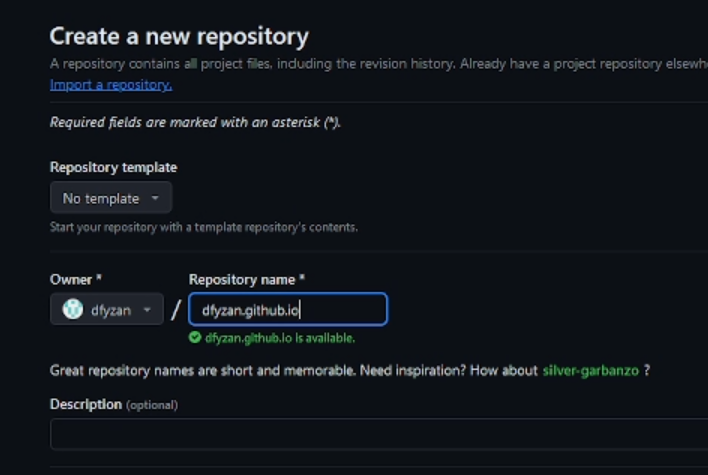 Create a new repository
A repository contains all project files, including the revision history. Already have a project repository
Import a repository.
Required fields are marked with an asterisk (*).
Repository template
No template
Start your repository with a template repository's contents.
Owner * Repository name *
dfyzan / dfyzan.github.io
dfyzan.github.io is available.
Great repository names are short and memorable. Need inspiration? How about silver-garbanzo ?
Description (optional)